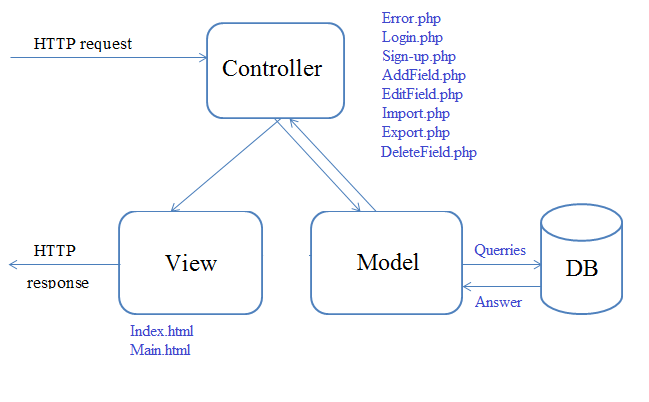 HTTP request
Controller
Error.php
Login.php
Sign-up.php
AddField.php
EditField.php
Import.php
Export.php
DeleteField.php
HTTP
response
View
Model
Querries
Answer
DB
Index.html
Main.html